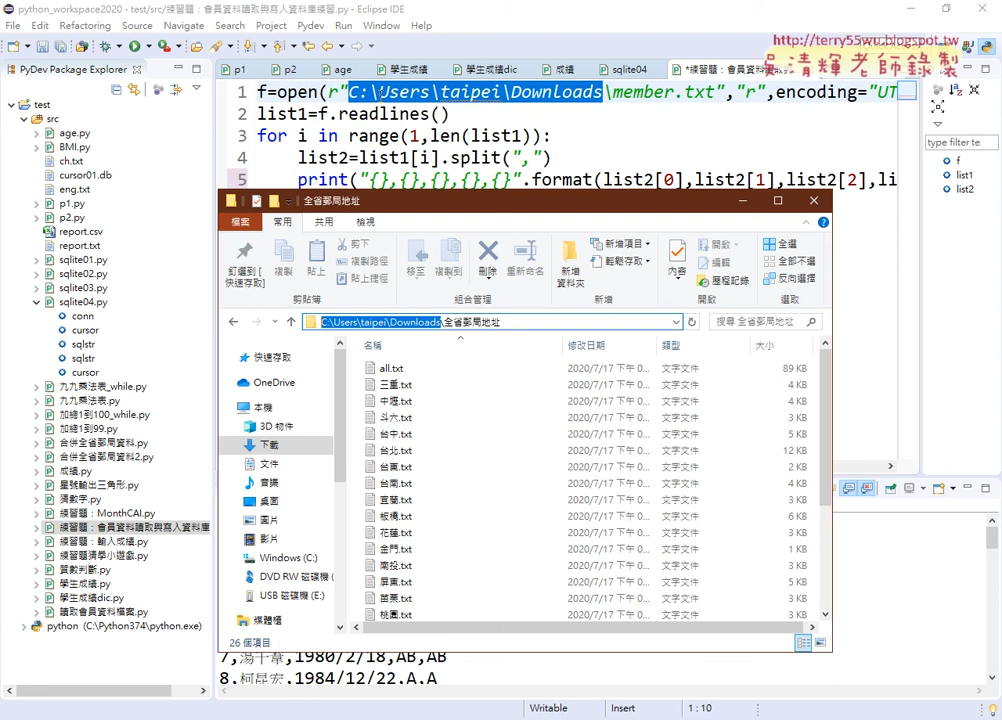 python_workspace2020 - test/src/練習題：會員資料讀取與寫入資料庫練習.py - Eclipse IDE
File Edit Refactoring Source Navigate Search Project Pydev Run Window Help
http://terry55wu.blogspot.tw
吳清輝老師錄製
PyDev Package Explorer
p1 p2 age 學生成績 學生成績dic 成績 sqlite04 *練習題：會員資料讀取
test
src
age.py
BMI.py
ch.txt
cursor01.db
eng.txt
p1.py
p2.py
report.csv
report.txt
sqlite01.py
sqlite02.py
sqlite03.py
sqlite04.py
conn
cursor
sqlstr
sqlstr
cursor
九九乘法表_while.py
九九乘法表.py
加總1到100_while.py
加總1到99.py
合併全省郵局資料.py
合併全省郵局資料2.py
成績.py
星號輸出三角形.py
猜數字.py
練習題：MonthCAI.py
練習題：會員資料讀取與寫入資料庫
練習題：輸入成績.py
練習題猜學小遊戲.py
質數判斷.py
學生成績.py
學生成績dic.py
讀取會員資料檔案.py
python (C:\Python374\python.exe)
1 f=open(r"C:\Users\taipei\Downloads\member.txt","r",encoding="UT
2 list1=f.readlines()
3 for i in range(1,len(list1)):
4 list2=list1[i].split(",")
5 print("{},{},{},{},{}".format(list2[0],list2[1],list2[2],li
type filter te
f
list1
list2
全省郵局地址
檔案 常用 共用 檢視
釘選到 [快速存取]
複製
貼上
剪下
複製路徑
貼上捷徑
剪貼簿
移至
複製到
刪除
重新命名
組合管理
新增資料夾
新增項目
輕鬆存取
新增
內容
開啟
編輯
歷程記錄
開啟
全選
全部不選
反向選擇
選取
C:\Users\taipei\Downloads\全省郵局地址
搜尋 全省郵局地址
快速存取
OneDrive
本機
3D 物件
下載
文件
音樂
桌面
圖片
影片
Windows (C:)
DVD RW 磁碟機 (
USB 磁碟機 (E:)
媒體櫃
名稱 修改日期 類型 大小
all.txt 2020/7/17 下午 0... 文字文件 89 KB
三重.txt 2020/7/17 下午 0... 文字文件 4 KB
中壢.txt 2020/7/17 下午 0... 文字文件 4 KB
斗六.txt 2020/7/17 下午 0... 文字文件 3 KB
台中.txt 2020/7/17 下午 0... 文字文件 5 KB
台北.txt 2020/7/17 下午 0... 文字文件 12 KB
台東.txt 2020/7/17 下午 0... 文字文件 2 KB
台南.txt 2020/7/17 下午 0... 文字文件 3 KB
宜蘭.txt 2020/7/17 下午 0... 文字文件 3 KB
板橋.txt 2020/7/17 下午 0... 文字文件 6 KB
花蓮.txt 2020/7/17 下午 0... 文字文件 3 KB
金門.txt 2020/7/17 下午 0... 文字文件 1 KB
南投.txt 2020/7/17 下午 0... 文字文件 3 KB
屏東.txt 2020/7/17 下午 0... 文字文件 5 KB
苗栗.txt 2020/7/17 下午 0... 文字文件 3 KB
桃園.txt 2020/7/17 下午 0... 文字文件 3 KB
26 個項目
7,湯千葦,1980/2/18,AB,AB
8,柯昆宏,1984/12/22,A,A
Writable Insert 1 : 10